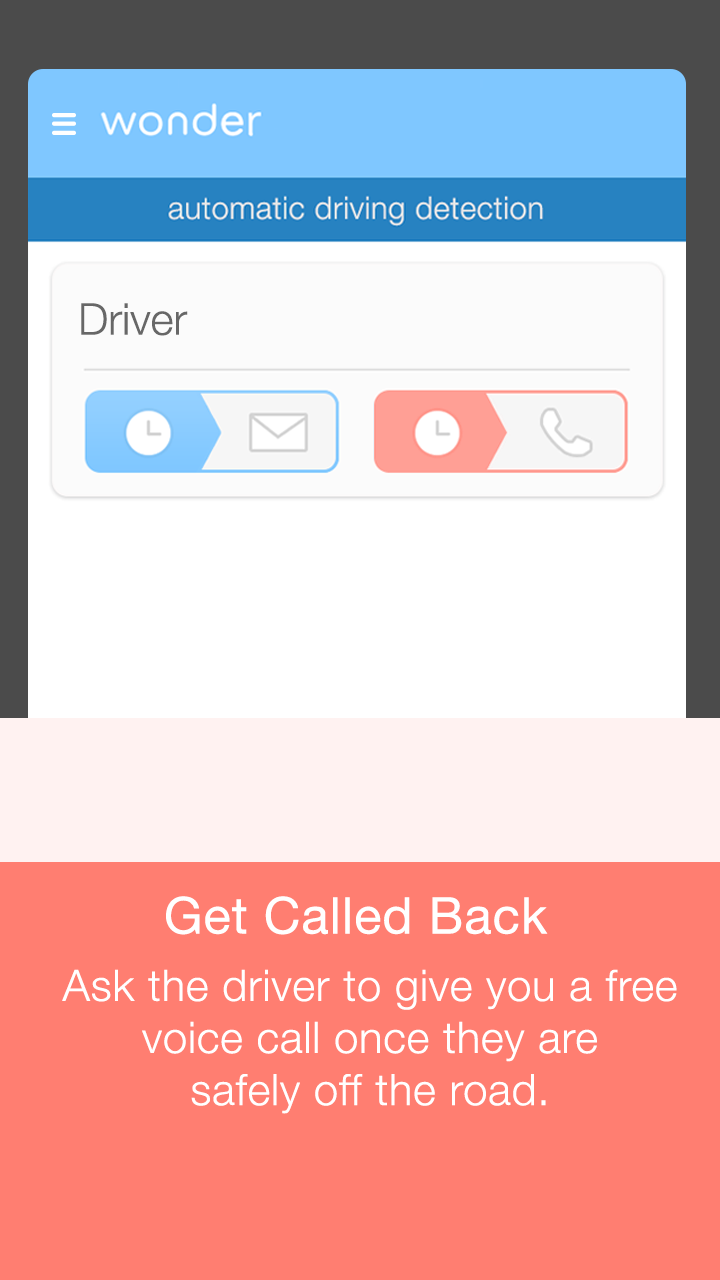 wonder
automatic driving detection
Driver
Get Called Back
Ask the driver to give you a free
voice call once they are
safely off the road.